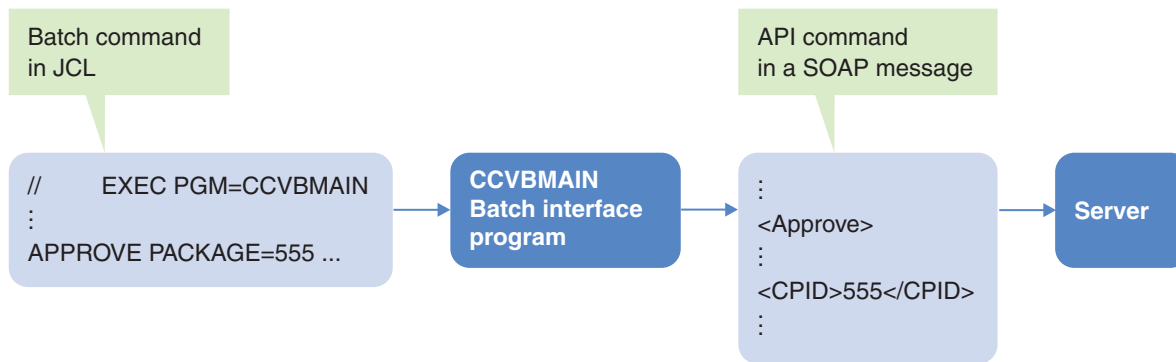 Batch command
in JCL
API command
in a SOAP message
//        EXEC PGM=CCVBMAIN
⋮
APPROVE PACKAGE=555 ...
CCVBMAIN
Batch interface
program
⋮
<Approve>
⋮
<CPID>555</CPID>
⋮
Server